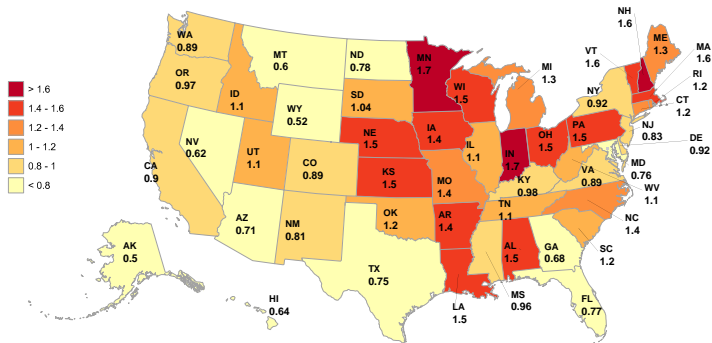 > 1.6
1.4 - 1.6
1.2 - 1.4
1 - 1.2
0.8 - 1
< 0.8
WA
0.89
OR
0.97
CA
0.9
NV
0.62
ID
1.1
MT
0.6
WY
0.52
UT
1.1
CO
0.89
AZ
0.71
NM
0.81
ND
0.78
SD
1.04
NE
1.5
KS
1.5
OK
1.2
TX
0.75
MN
1.7
IA
1.4
MO
1.4
AR
1.4
LA
1.5
WI
1.5
IL
1.1
IN
1.7
MI
1.3
OH
1.5
KY
0.98
TN
1.1
MS
0.96
AL
1.5
GA
0.68
FL
0.77
SC
1.2
NC
1.4
VA
0.89
WV
1.1
MD
0.76
DE
0.92
PA
1.5
NJ
0.83
NY
0.92
CT
1.2
RI
1.2
MA
1.6
VT
1.6
NH
1.6
ME
1.3
AK
0.5
HI
0.64